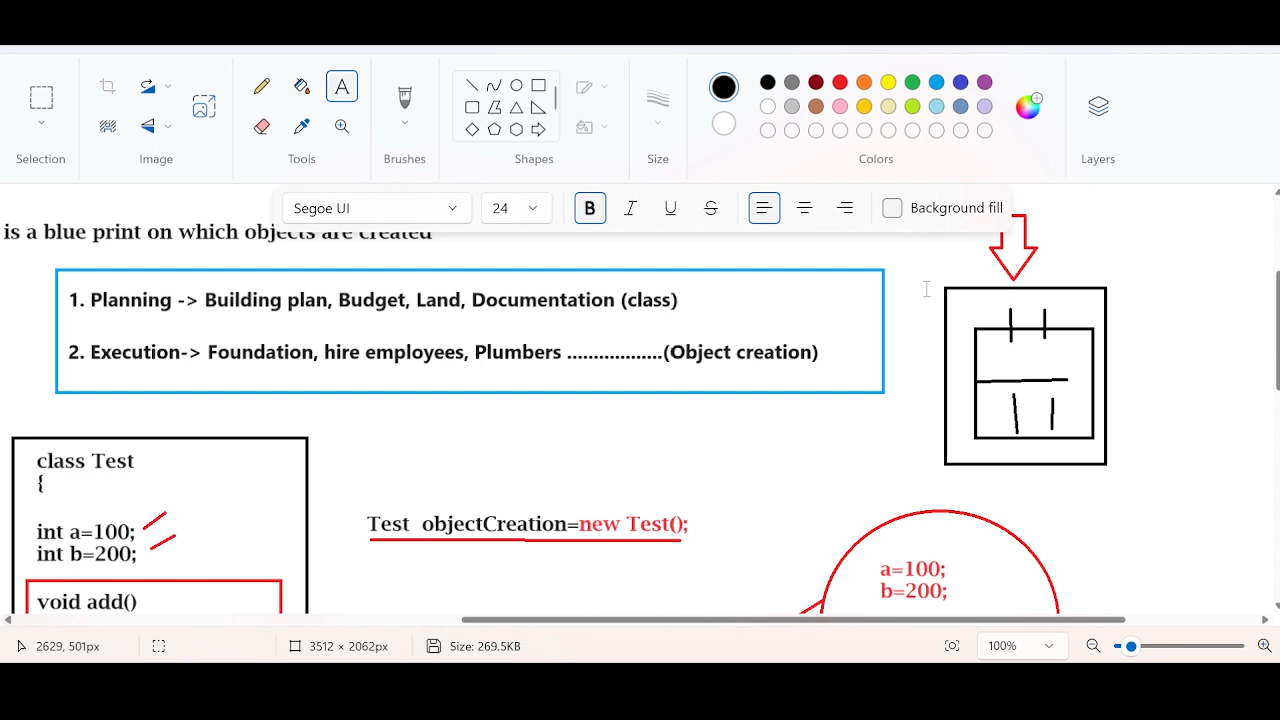 Selection
Image
Tools
Brushes
Shapes
Size
Colors
Layers
A
Segoe UI
24
B
I
U
S
Background fill
is a blue print on which objects are created
1. Planning -> Building plan, Budget, Land, Documentation (class)
2. Execution-> Foundation, hire employees, Plumbers ..................(Object creation)
class Test
{
int a=100;
int b=200;
void add()
Test objectCreation=new Test();
a=100;
b=200;
2629, 501px
3512 × 2062px
Size: 269.5KB
100%